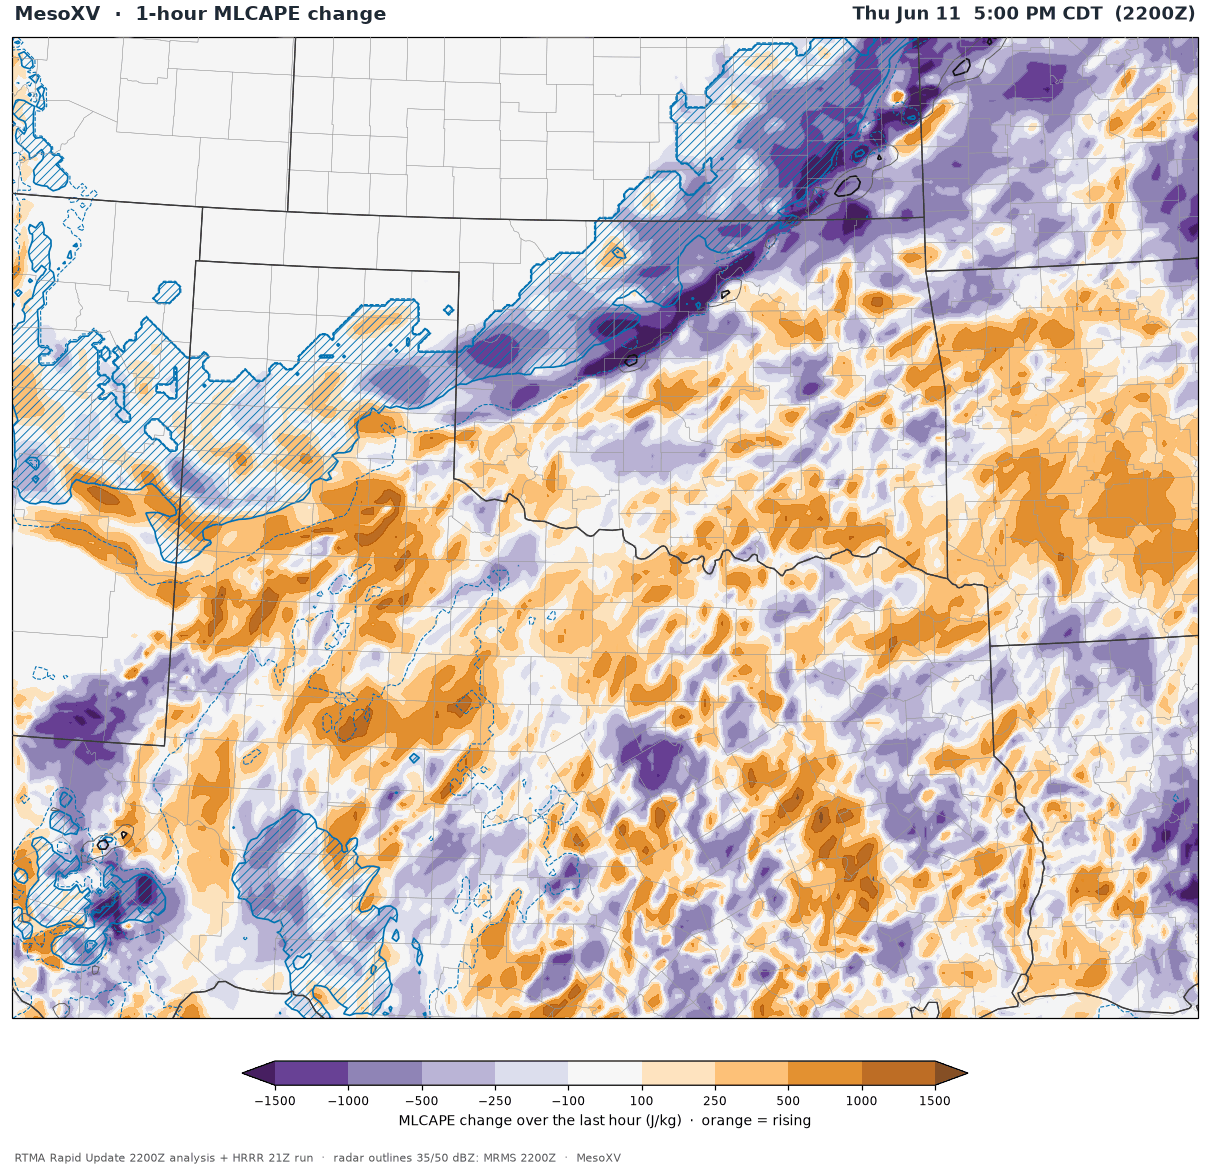 MesoXV · 1-hour MLCAPE change
Thu Jun 11 5:00 PM CDT (2200Z)
−1500 −1000 −500 −250 −100 100 250 500 1000 1500
MLCAPE change over the last hour (J/kg) · orange = rising
RTMA Rapid Update 2200Z analysis + HRRR 21Z run · radar outlines 35/50 dBZ: MRMS 2200Z · MesoXV